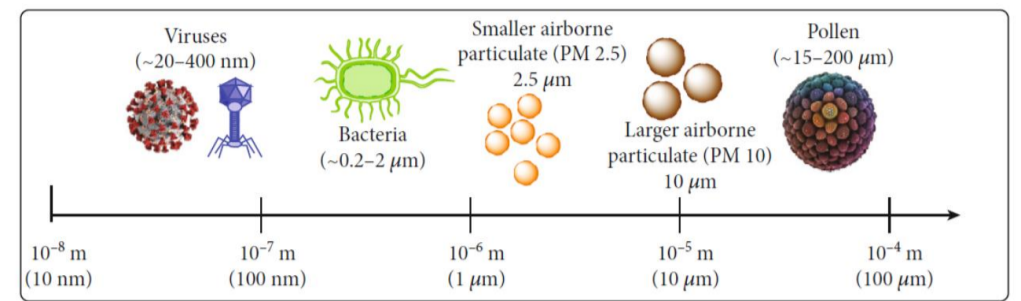 Viruses
(~20–400 nm)
Bacteria
(~0.2–2 μm)
Smaller airborne
particulate (PM 2.5)
2.5 μm
Larger airborne
particulate (PM 10)
10 μm
Pollen
(~15–200 μm)
10⁻⁸ m
(10 nm)
10⁻⁷ m
(100 nm)
10⁻⁶ m
(1 μm)
10⁻⁵ m
(10 μm)
10⁻⁴ m
(100 μm)